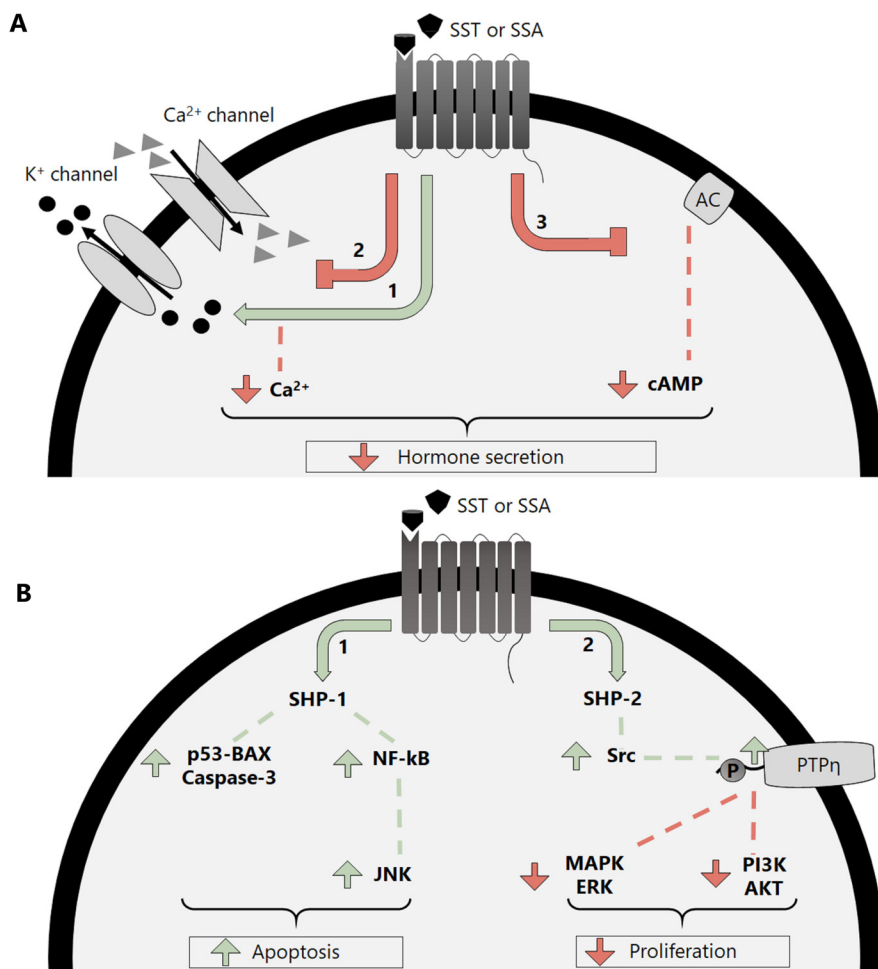 A
SST or SSA
Ca²⁺ channel
K⁺ channel
AC
3
2
1
Ca²⁺
cAMP
Hormone secretion
SST or SSA
B
1
2
SHP-1
SHP-2
p53-BAX
Caspase-3
NF-kB
Src
P
PTPη
JNK
MAPK
ERK
PI3K
AKT
Apoptosis
Proliferation